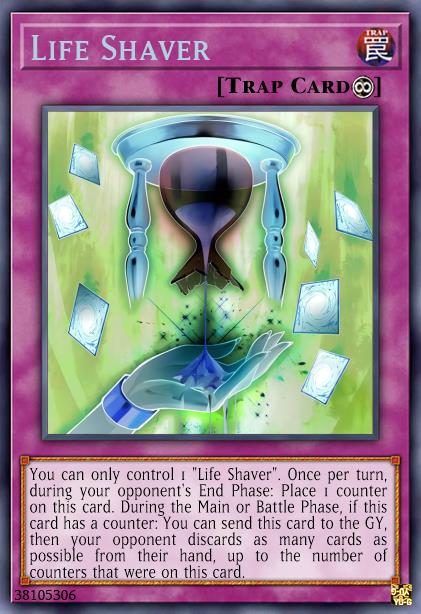 Life Shaver
TRAP
罠
[Trap Card]
You can only control 1 "Life Shaver". Once per turn,
during your opponent's End Phase: Place 1 counter
on this card. During the Main or Battle Phase, if this
card has a counter: You can send this card to the GY,
then your opponent discards as many cards as
possible from their hand, up to the number of
counters that were on this card.
38105306